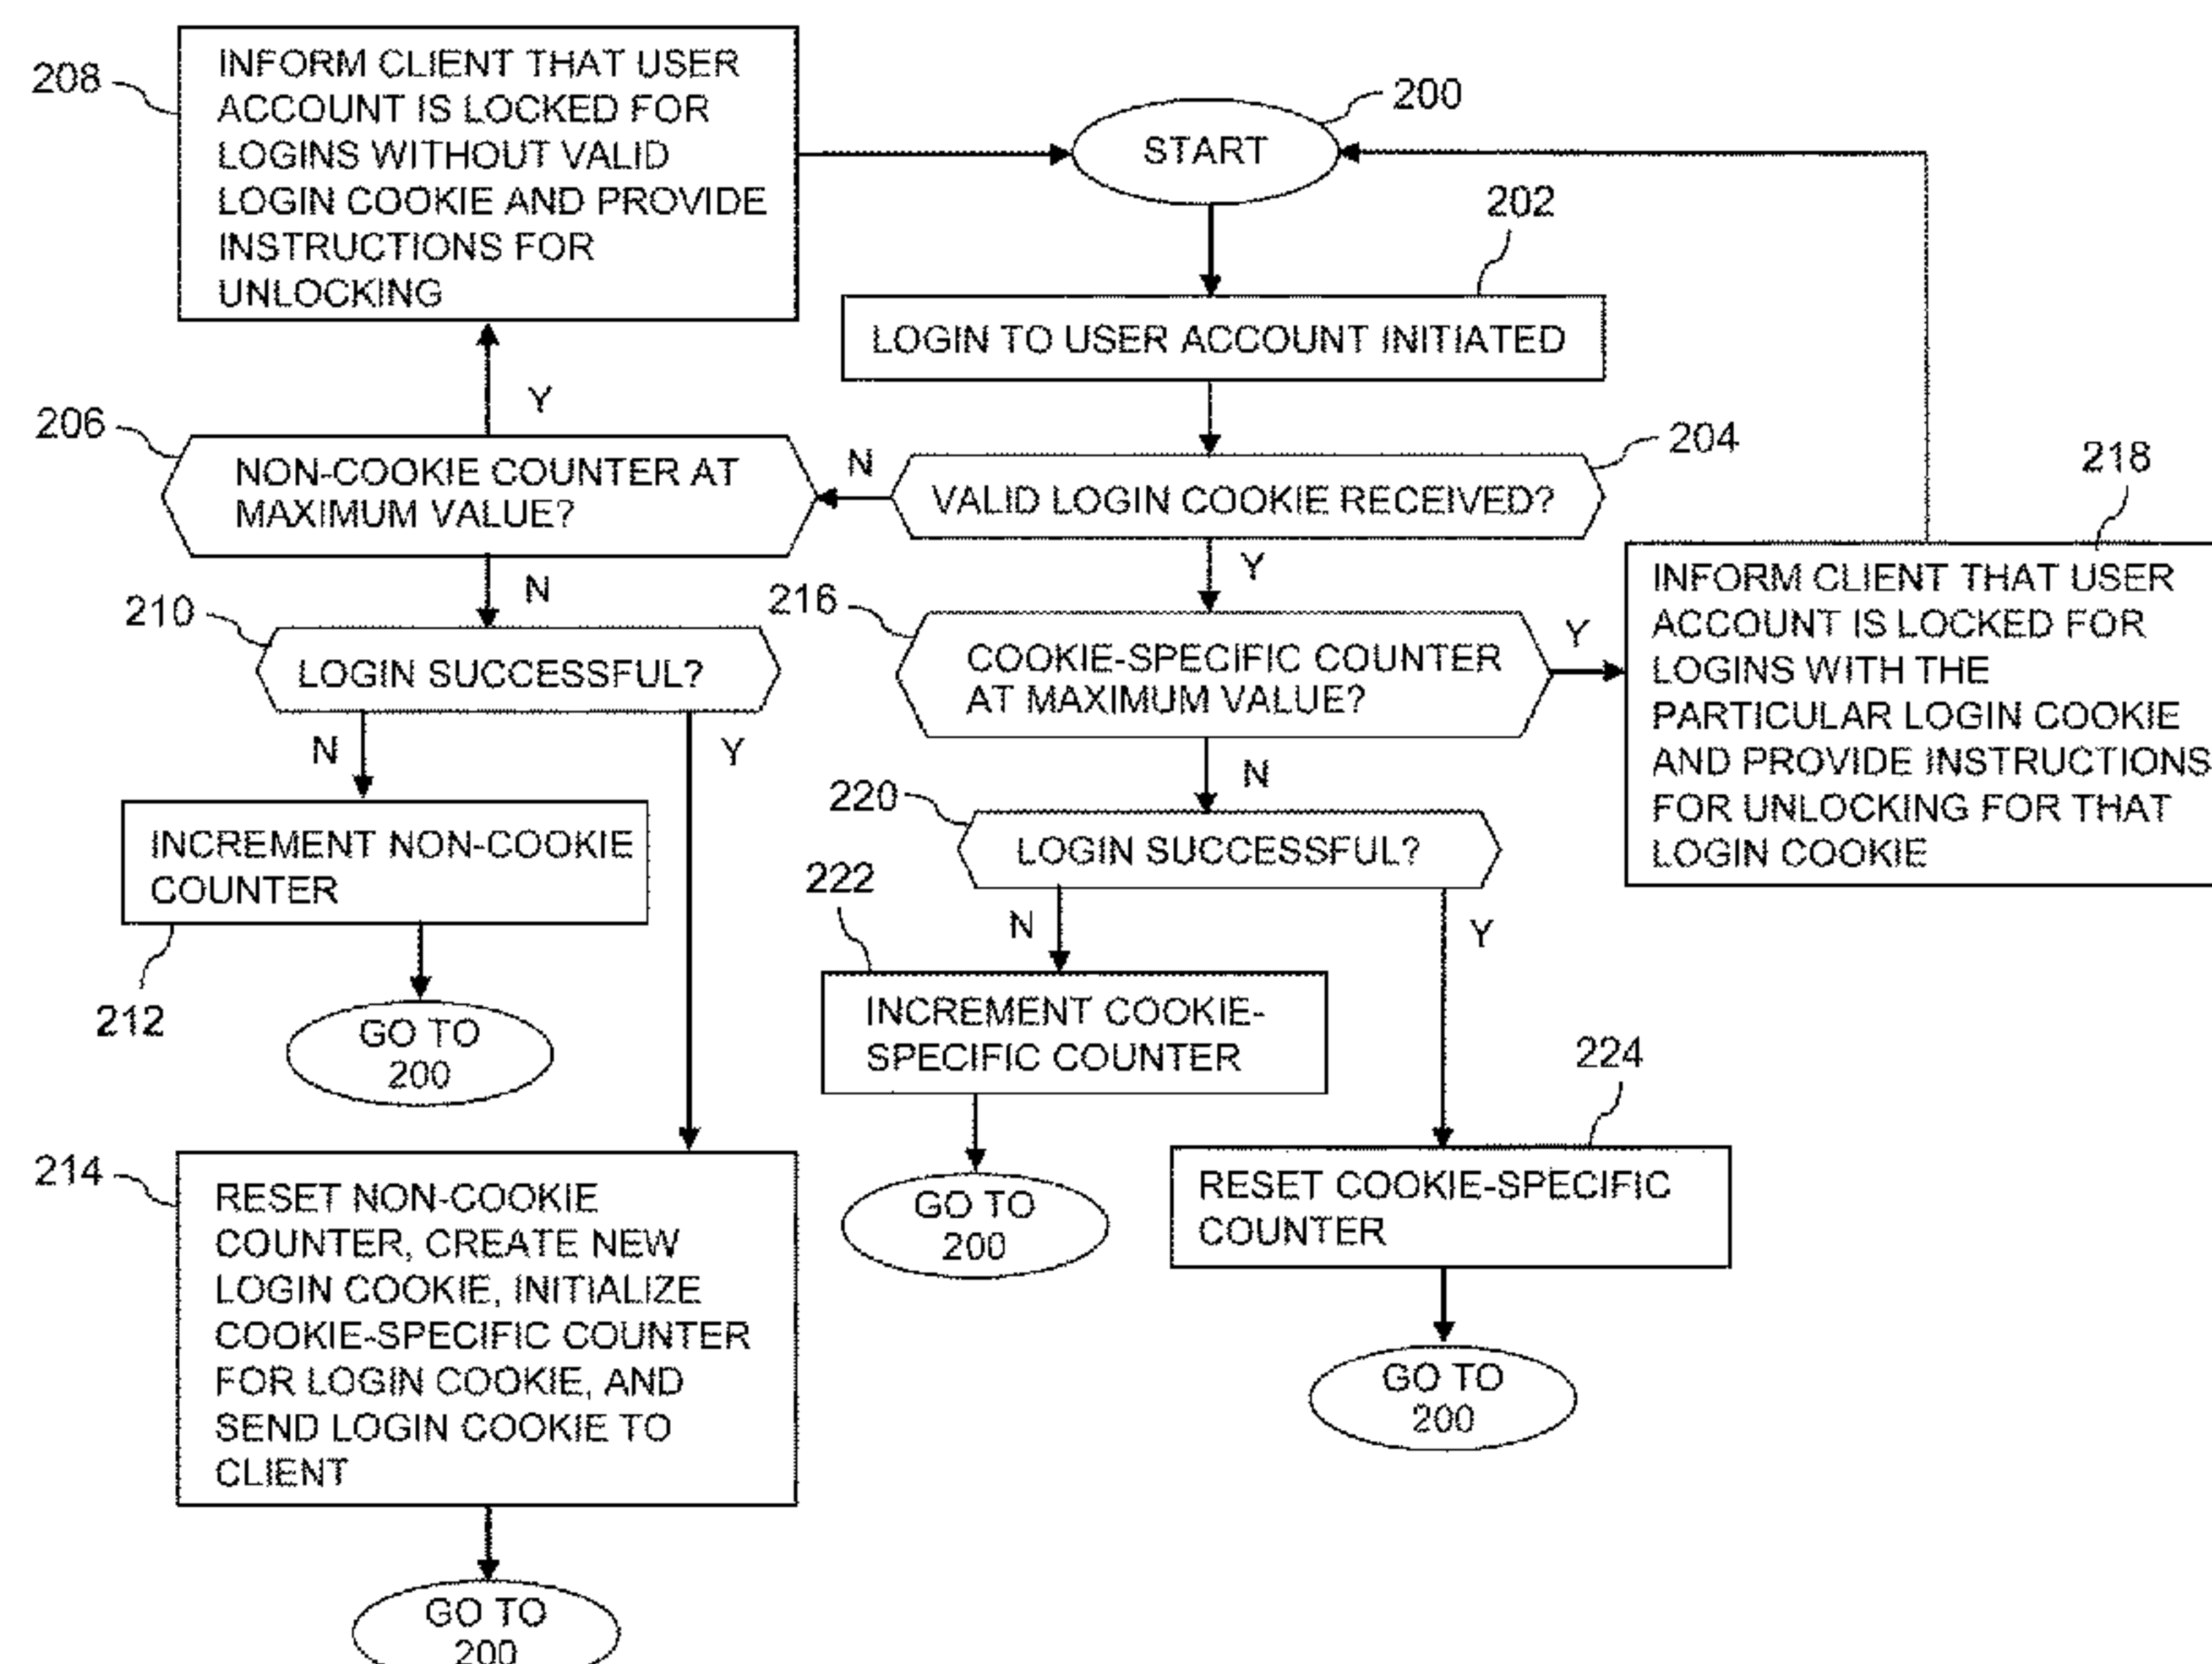 208
INFORM CLIENT THAT USER
ACCOUNT IS LOCKED FOR
LOGINS WITHOUT VALID
LOGIN COOKIE AND PROVIDE
INSTRUCTIONS FOR
UNLOCKING
200
START
202
LOGIN TO USER ACCOUNT INITIATED
Y
206
NON-COOKIE COUNTER AT
MAXIMUM VALUE?
N
204
VALID LOGIN COOKIE RECEIVED?
218
INFORM CLIENT THAT USER
ACCOUNT IS LOCKED FOR
LOGINS WITH THE
PARTICULAR LOGIN COOKIE
AND PROVIDE INSTRUCTIONS
FOR UNLOCKING FOR THAT
LOGIN COOKIE
N
Y
210
LOGIN SUCCESSFUL?
216
COOKIE-SPECIFIC COUNTER
AT MAXIMUM VALUE?
Y
N
Y
N
INCREMENT NON-COOKIE
COUNTER
212
GO TO
200
220
LOGIN SUCCESSFUL?
222
N
Y
INCREMENT COOKIE-
SPECIFIC COUNTER
GO TO
200
224
RESET COOKIE-SPECIFIC
COUNTER
GO TO
200
214
RESET NON-COOKIE
COUNTER, CREATE NEW
LOGIN COOKIE, INITIALIZE
COOKIE-SPECIFIC COUNTER
FOR LOGIN COOKIE, AND
SEND LOGIN COOKIE TO
CLIENT
GO TO
200